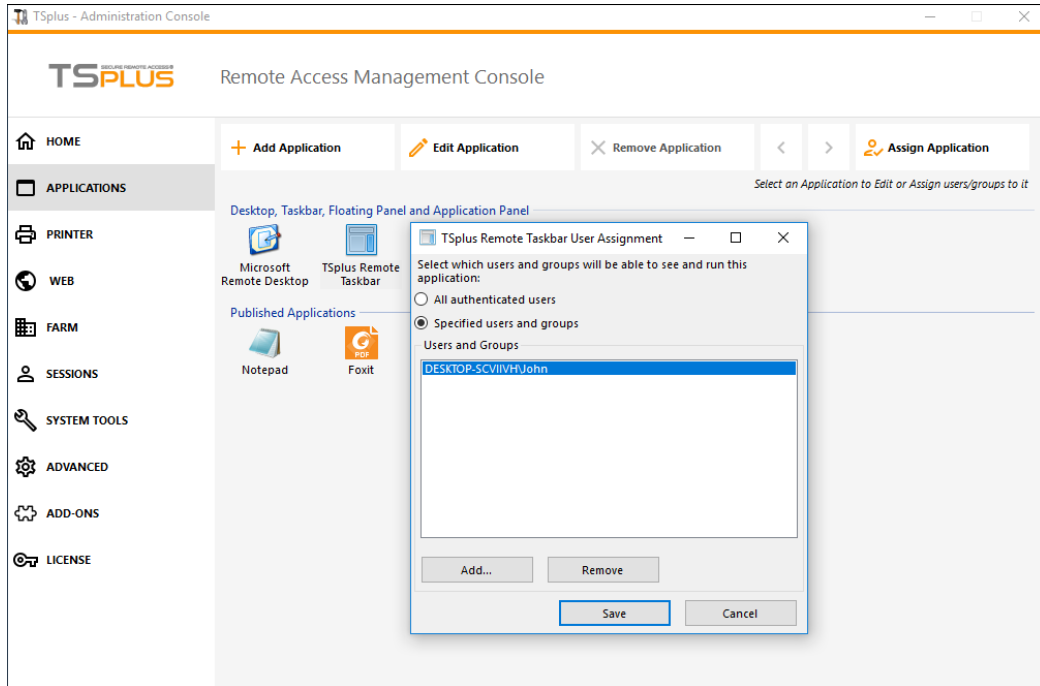 TSplus - Administration Console
TSPLUS
SECURE REMOTE ACCESS®
Remote Access Management Console
HOME
APPLICATIONS
PRINTER
WEB
FARM
SESSIONS
SYSTEM TOOLS
ADVANCED
ADD-ONS
LICENSE
Add Application
Edit Application
Remove Application
Assign Application
Select an Application to Edit or Assign users/groups to it
Desktop, Taskbar, Floating Panel and Application Panel
Microsoft
Remote Desktop
TSplus Remote
Taskbar
Published Applications
Notepad
PDF
Foxit
TSplus Remote Taskbar User Assignment
Select which users and groups will be able to see and run this
application:
All authenticated users
Specified users and groups
Users and Groups
DESKTOP-SCVIIVH\John
Add...
Remove
Save
Cancel